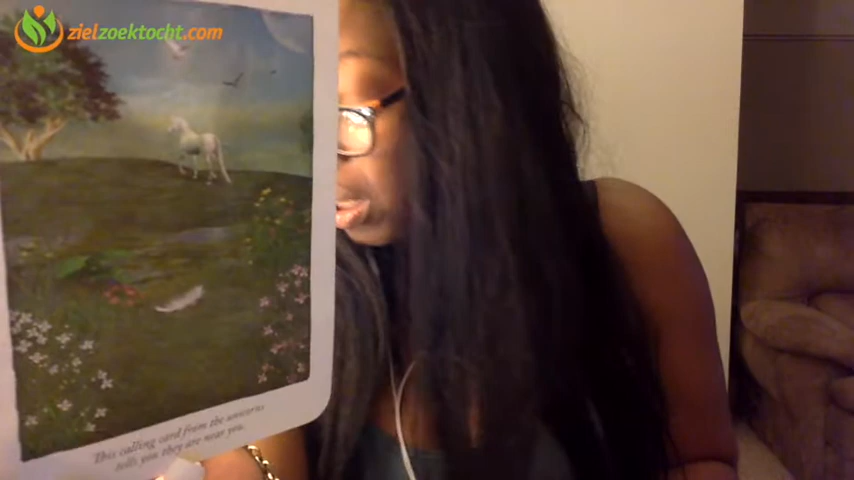 zielzoektocht.com
This calling card from the unicorns
tells you they are near you.